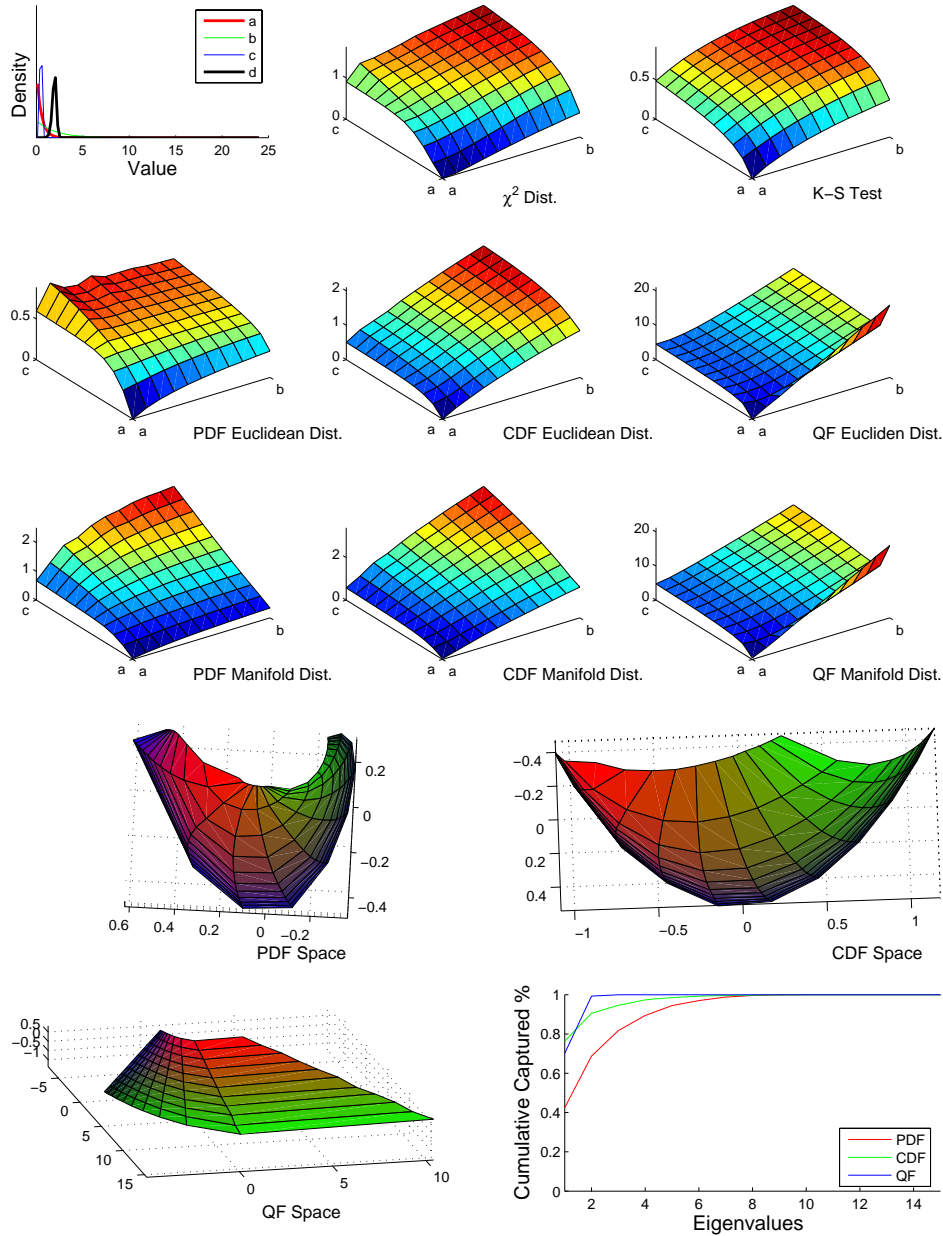 Density
a
b
c
d
0 5 10 15 20 25
Value
1
0
c
a a
b
χ² Dist.
0.5
0
c
a a
b
K−S Test
0.5
0
c
a a
b
PDF Euclidean Dist.
2
1
0
c
a a
b
CDF Euclidean Dist.
20
10
0
c
a a
b
QF Eucliden Dist.
2
1
0
c
a a
b
PDF Manifold Dist.
2
0
c
a a
b
CDF Manifold Dist.
20
10
0
c
a a
b
QF Manifold Dist.
0.2
0
−0.2
−0.4
0.6 0.4 0.2 0 −0.2
PDF Space
−0.4
−0.2
0
0.2
0.4
−1 −0.5 0 0.5 1
CDF Space
0.5
0
−0.5
−1
−5
0
5
10
15
0 5 10
QF Space
Cumulative Captured %
1
0.8
0.6
0.4
0.2
0
PDF
CDF
QF
2 4 6 8 10 12 14
Eigenvalues